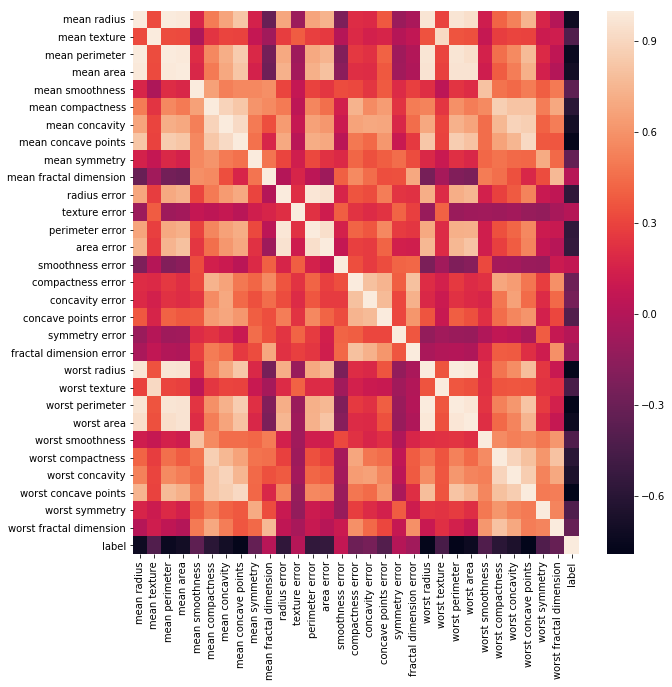 mean radius
mean texture
mean perimeter
mean area
mean smoothness
mean compactness
mean concavity
mean concave points
mean symmetry
mean fractal dimension
radius error
texture error
perimeter error
area error
smoothness error
compactness error
concavity error
concave points error
symmetry error
fractal dimension error
worst radius
worst texture
worst perimeter
worst area
worst smoothness
worst compactness
worst concavity
worst concave points
worst symmetry
worst fractal dimension
label
mean radius
mean texture
mean perimeter
mean area
mean smoothness
mean compactness
mean concavity
mean concave points
mean symmetry
mean fractal dimension
radius error
texture error
perimeter error
area error
smoothness error
compactness error
concavity error
concave points error
symmetry error
fractal dimension error
worst radius
worst texture
worst perimeter
worst area
worst smoothness
worst compactness
worst concavity
worst concave points
worst symmetry
worst fractal dimension
label
0.9
0.6
0.3
0.0
−0.3
−0.6